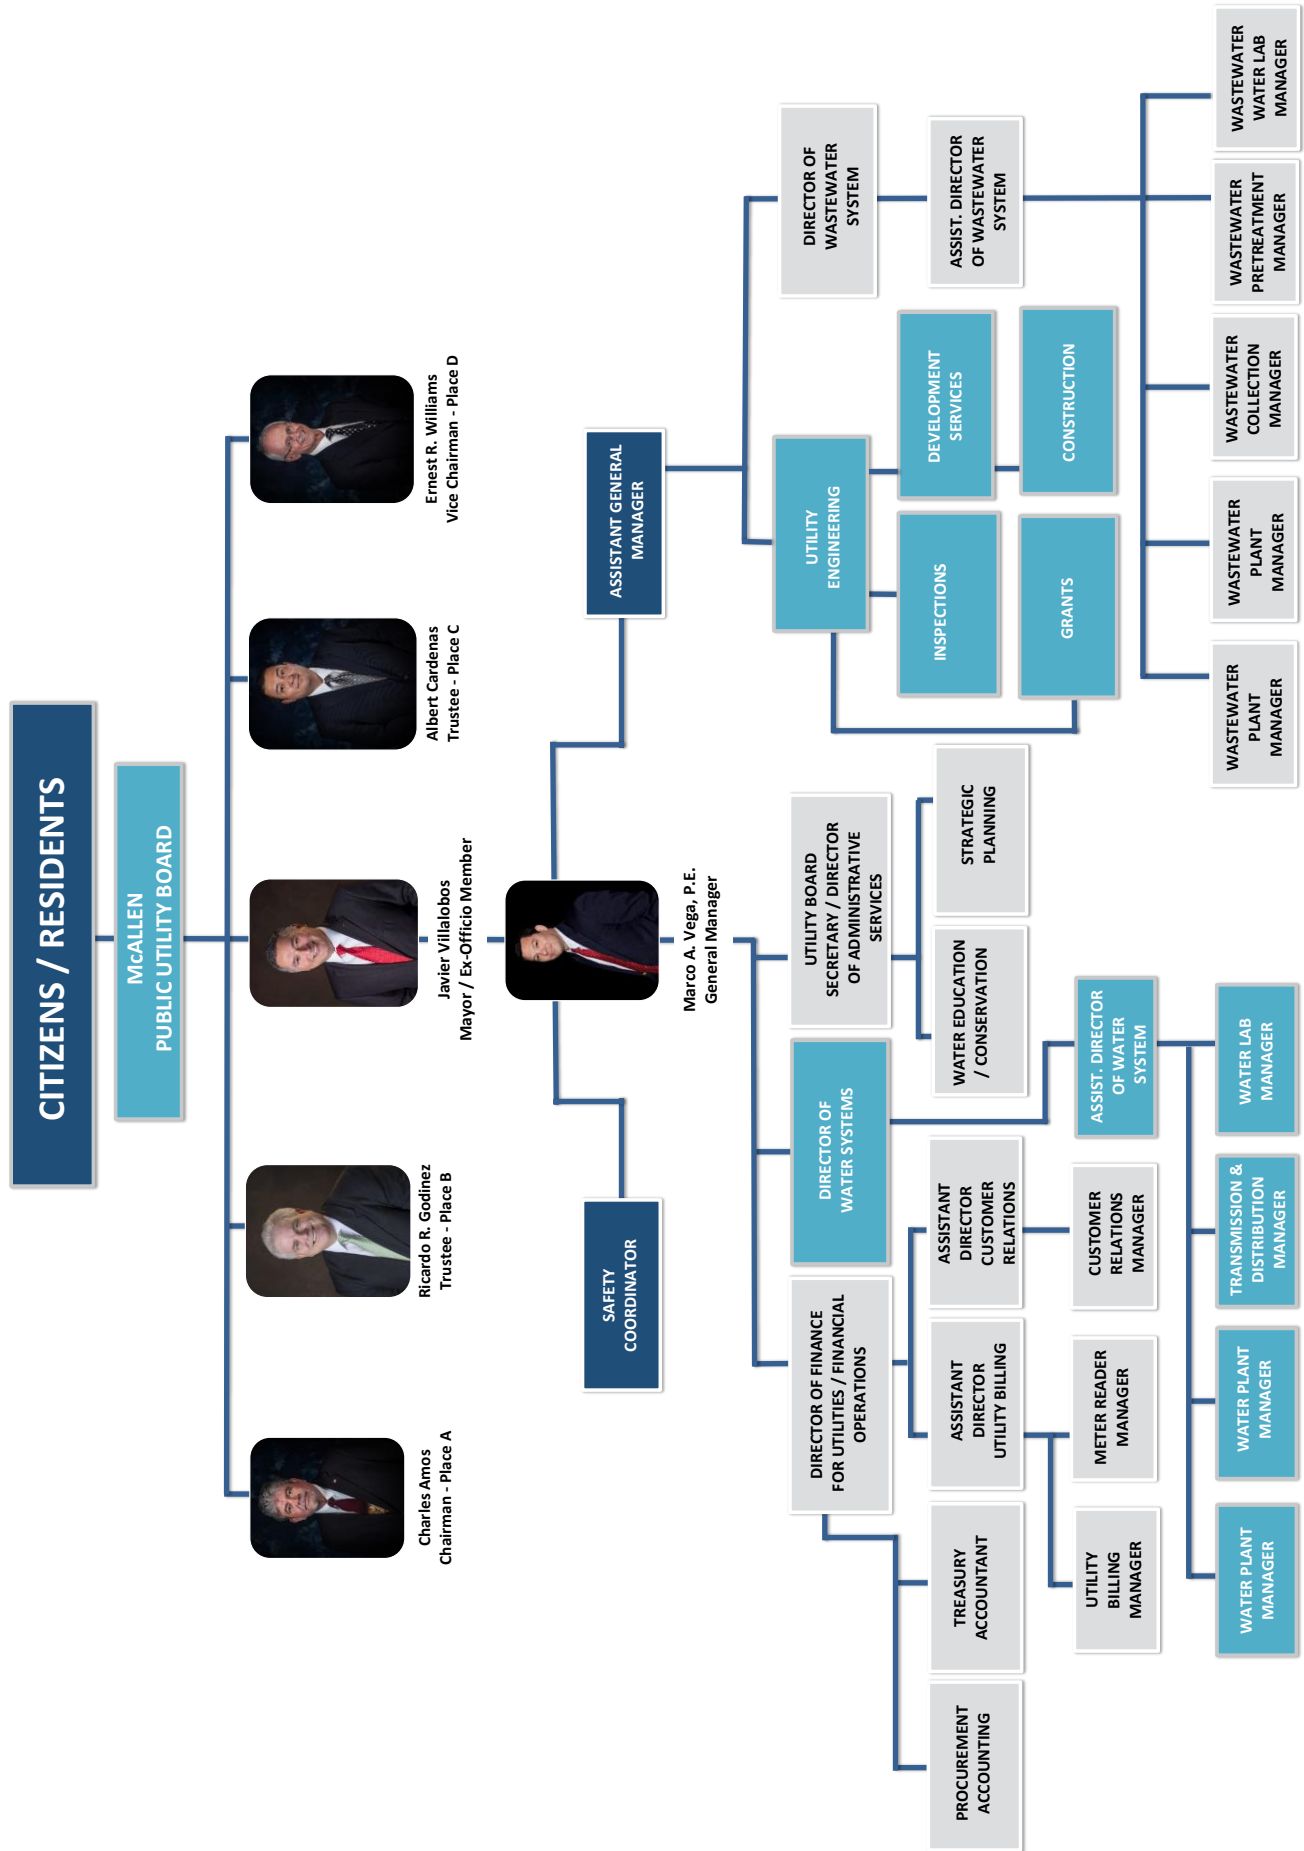 CITIZENS / RESIDENTS
McALLEN
PUBLIC UTILITY BOARD
Charles Amos
Chairman - Place A
Ricardo R. Godinez
Trustee - Place B
Javier Villalobos
Mayor / Ex-Officio Member
Albert Cardenas
Trustee - Place C
Ernest R. Williams
Vice Chairman - Place D
SAFETY
COORDINATOR
Marco A. Vega, P.E.
General Manager
ASSISTANT GENERAL
MANAGER
DIRECTOR OF FINANCE
FOR UTILITIES / FINANCIAL
OPERATIONS
DIRECTOR OF
WATER SYSTEMS
UTILITY BOARD
SECRETARY / DIRECTOR
OF ADMINISTRATIVE
SERVICES
UTILITY
ENGINEERING
DIRECTOR OF
WASTEWATER
SYSTEM
PROCUREMENT
ACCOUNTING
TREASURY
ACCOUNTANT
ASSISTANT
DIRECTOR
UTILITY BILLING
ASSISTANT
DIRECTOR
CUSTOMER
RELATIONS
WATER EDUCATION
/ CONSERVATION
STRATEGIC
PLANNING
INSPECTIONS
DEVELOPMENT
SERVICES
ASSIST. DIRECTOR
OF WASTEWATER
SYSTEM
UTILITY
BILLING
MANAGER
METER READER
MANAGER
CUSTOMER
RELATIONS
MANAGER
ASSIST. DIRECTOR
OF WATER
SYSTEM
GRANTS
CONSTRUCTION
WATER PLANT
MANAGER
WATER PLANT
MANAGER
TRANSMISSION &
DISTRIBUTION
MANAGER
WATER LAB
MANAGER
WASTEWATER
PLANT
MANAGER
WASTEWATER
PLANT
MANAGER
WASTEWATER
COLLECTION
MANAGER
WASTEWATER
PRETREATMENT
MANAGER
WASTEWATER
WATER LAB
MANAGER